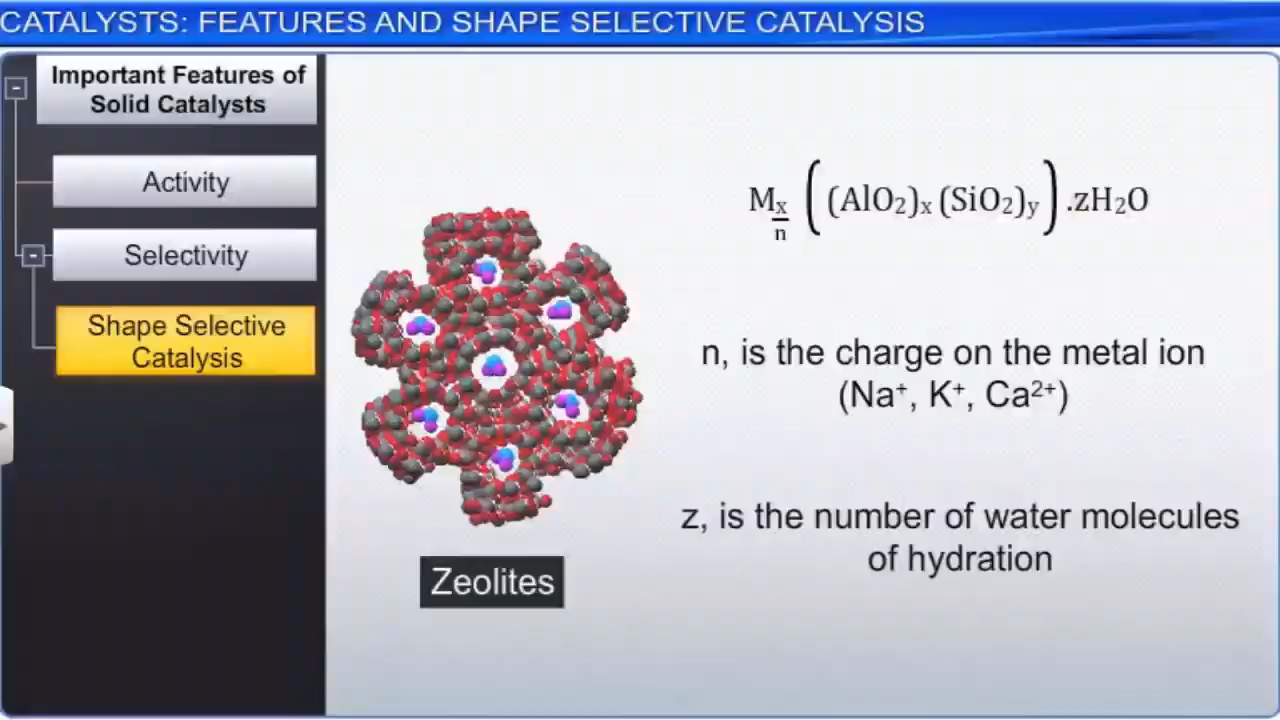 CATALYSTS: FEATURES AND SHAPE SELECTIVE CATALYSIS
Important Features of
Solid Catalysts
Activity
Selectivity
Shape Selective
Catalysis
Mx/n ((AlO₂)x (SiO₂)y) .zH₂O
n, is the charge on the metal ion
(Na⁺, K⁺, Ca²⁺)
z, is the number of water molecules
of hydration
Zeolites